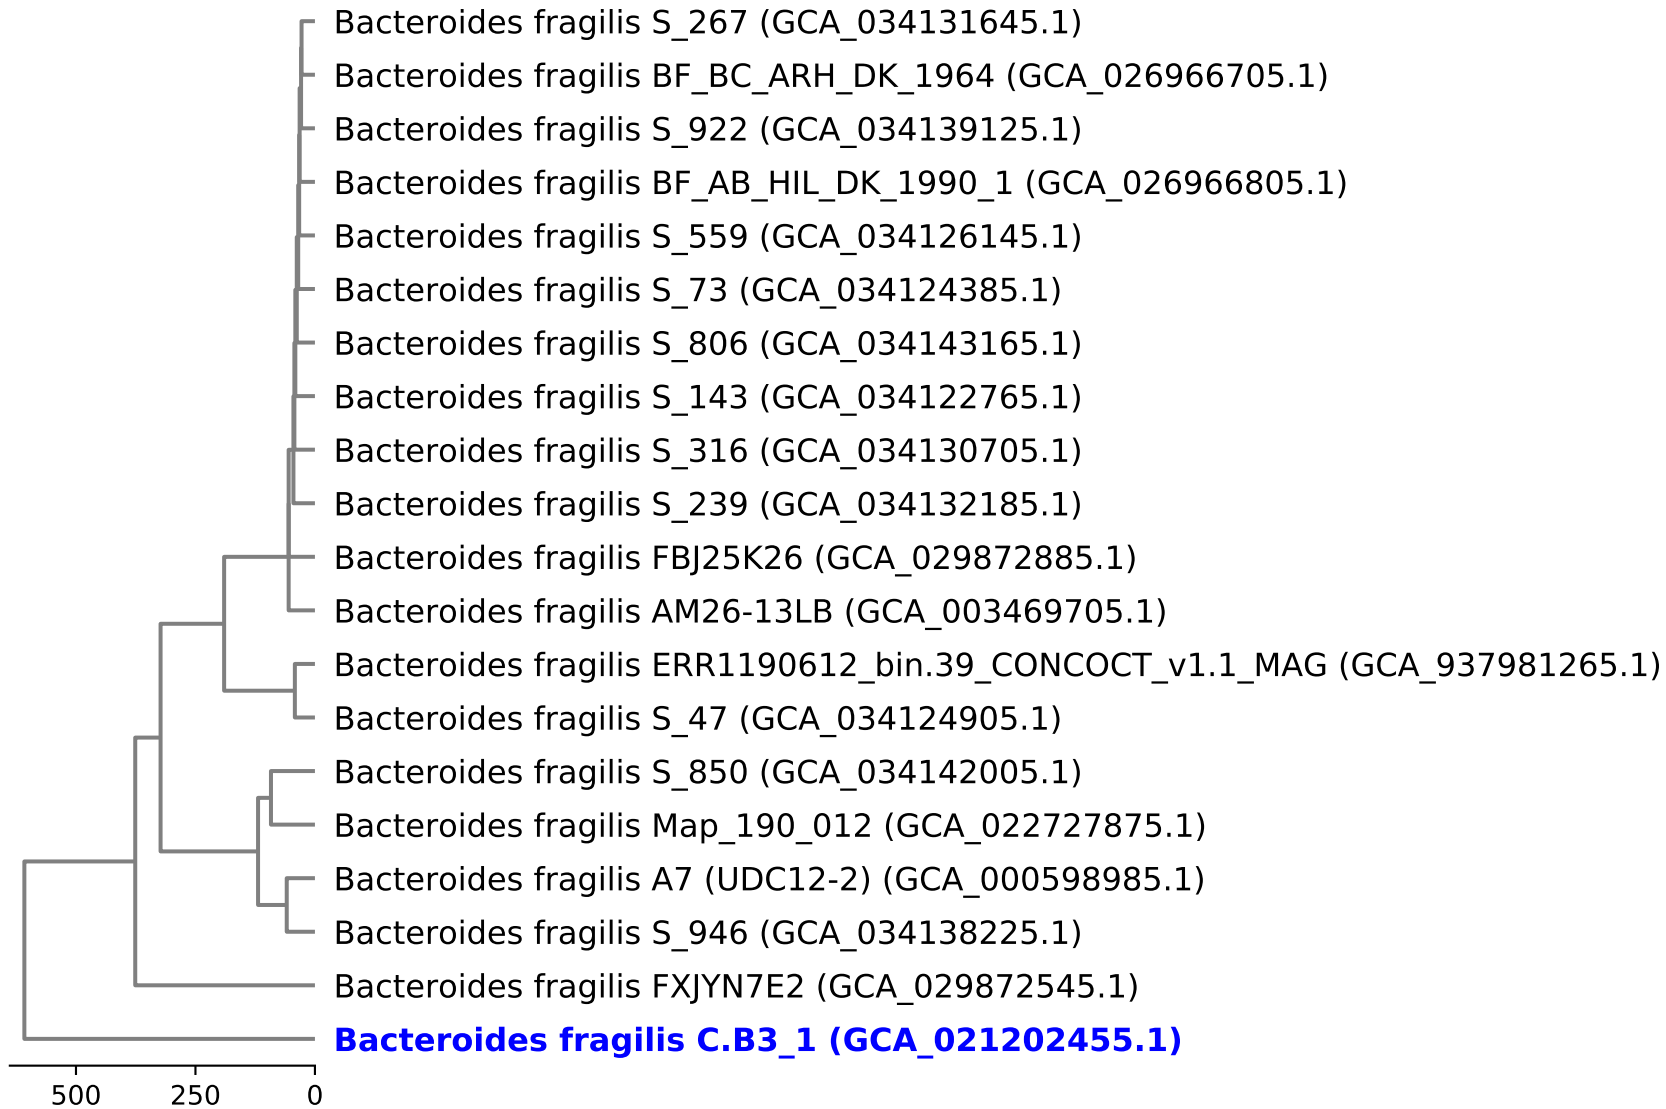 Bacteroides fragilis S_267 (GCA_034131645.1)
Bacteroides fragilis BF_BC_ARH_DK_1964 (GCA_026966705.1)
Bacteroides fragilis S_922 (GCA_034139125.1)
Bacteroides fragilis BF_AB_HIL_DK_1990_1 (GCA_026966805.1)
Bacteroides fragilis S_559 (GCA_034126145.1)
Bacteroides fragilis S_73 (GCA_034124385.1)
Bacteroides fragilis S_806 (GCA_034143165.1)
Bacteroides fragilis S_143 (GCA_034122765.1)
Bacteroides fragilis S_316 (GCA_034130705.1)
Bacteroides fragilis S_239 (GCA_034132185.1)
Bacteroides fragilis FBJ25K26 (GCA_029872885.1)
Bacteroides fragilis AM26-13LB (GCA_003469705.1)
Bacteroides fragilis ERR1190612_bin.39_CONCOCT_v1.1_MAG (GCA_937981265.1)
Bacteroides fragilis S_47 (GCA_034124905.1)
Bacteroides fragilis S_850 (GCA_034142005.1)
Bacteroides fragilis Map_190_012 (GCA_022727875.1)
Bacteroides fragilis A7 (UDC12-2) (GCA_000598985.1)
Bacteroides fragilis S_946 (GCA_034138225.1)
Bacteroides fragilis FXJYN7E2 (GCA_029872545.1)
Bacteroides fragilis C.B3_1 (GCA_021202455.1)
500 250 0